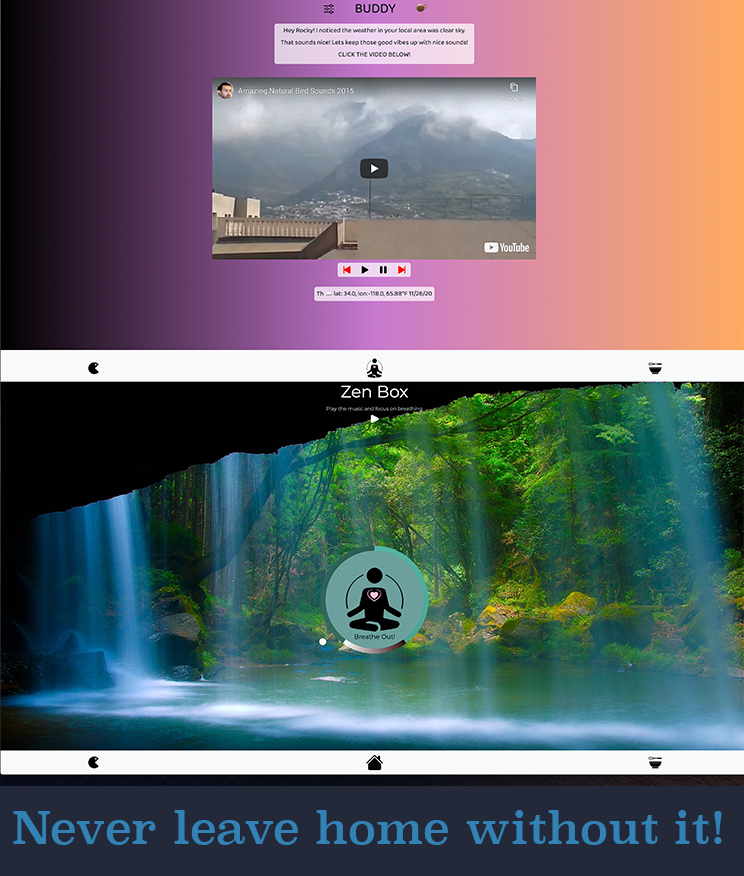 BUDDY
Hey Rocky! I noticed the weather in your local area was clear sky.
That sounds nice! Lets keep those good vibes up with nice sounds!
CLICK THE VIDEO BELOW!
Amazing Natural Bird Sounds 2015
YouTube
lat: 34.0, lon:-118.0, 65.88°F 11/26/20
Zen Box
Play the music and focus on breathing
Breathe Out!
Never leave home without it!